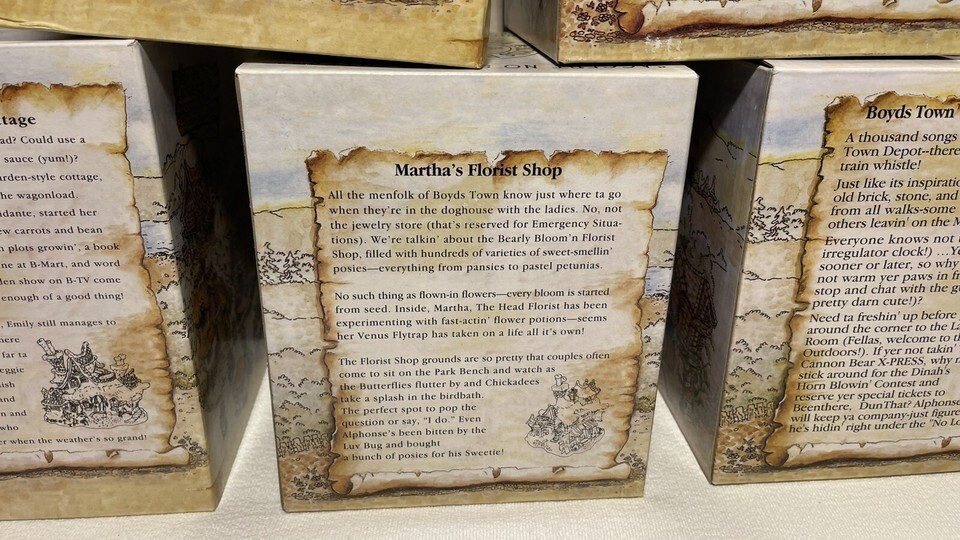 tage
ad? Could use a
sauce (yum!)?
arden-style cottage,
he wagonload.
dante, started her
ew carrots and bean
n plots growin', a book
ine at B-Mart, and word
den show on B-TV come
enough of a good thing!
, Emily still manages to
here
far ta
eggie
nish
and
on and
er when the weather's so grand!
Martha's Florist Shop
All the menfolk of Boyds Town know just where ta go
when they're in the doghouse with the ladies. No, not
the jewelry store (that's reserved for Emergency Situa-
tions). We're talkin' about the Bearly Bloom'n Florist
Shop, filled with hundreds of varieties of sweet-smellin'
posies—everything from pansies to pastel petunias.
No such thing as flown-in flowers—every bloom is started
from seed. Inside, Martha, The Head Florist has been
experimenting with fast-actin' flower potions—seems
her Venus Flytrap has taken on a life all it's own!
The Florist Shop grounds are so pretty that couples often
come to sit on the Park Bench and watch as
the Butterflies flutter by and Chickadees
take a splash in the birdbath.
The perfect spot to pop the
question or say, "I do." Even
Alphonse's been bitten by the
Luv Bug and bought
a bunch of posies for his Sweetie!
Boyds Town
A thousand songs
Town Depot--there
train whistle!
Just like its inspiratio
old brick, stone, and
from all walks-some
others leavin' on the M
Everyone knows not
irregulator clock!) ...Y
sooner or later, so why
not warm yer paws in fr
stop and chat with the g
pretty darn cute!)?
Need ta freshin' up before
around the corner to the La
Room (Fellas, welcome to th
Outdoors!). If yer not takin'
Cannon Bear X-PRESS, why n
stick around for the Dinah's
Horn Blowin' Contest and
reserve yer special tickets to
Beenthere, DunThat? Alphonse
will keep ya company-just figure
he's hidin' right under the 'No Lo